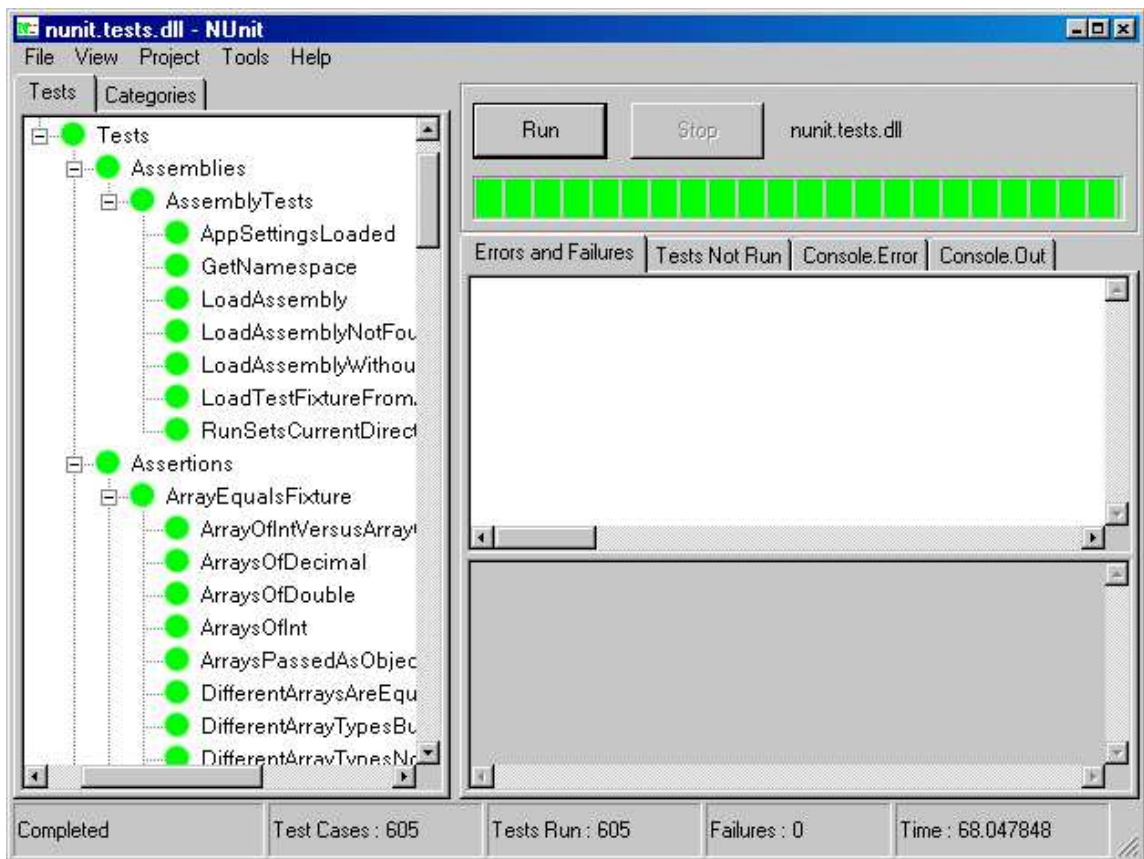 nunit.tests.dll - NUnit
File View Project Tools Help
Tests Categories
Tests
Assemblies
AssemblyTests
AppSettingsLoaded
GetNamespace
LoadAssembly
LoadAssemblyNotFou
LoadAssemblyWithou
LoadTestFixtureFrom.
RunSetsCurrentDirect
Assertions
ArrayEqualsFixture
ArrayOfIntVersusArray
ArraysOfDecimal
ArraysOfDouble
ArraysOfInt
ArraysPassedAsObjec
DifferentArraysAreEqu
DifferentArrayTypesBu
DifferentArrayTypesNo
Run Stop nunit.tests.dll
Errors and Failures Tests Not Run Console.Error Console.Out
Completed Test Cases : 605 Tests Run : 605 Failures : 0 Time : 68.047848